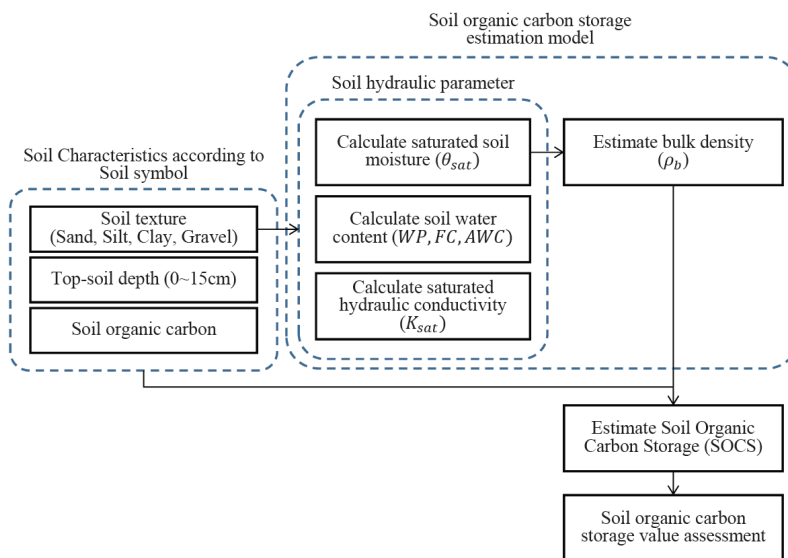 Soil organic carbon storage
estimation model
Soil hydraulic parameter
Soil Characteristics according to
Soil symbol
Soil texture
(Sand, Silt, Clay, Gravel)
Top-soil depth (0~15cm)
Soil organic carbon
Calculate saturated soil
moisture (θsat)
Calculate soil water
content (WP, FC, AWC)
Calculate saturated
hydraulic conductivity
(Ksat)
Estimate bulk density
(ρb)
Estimate Soil Organic
Carbon Storage (SOCS)
Soil organic carbon
storage value assessment